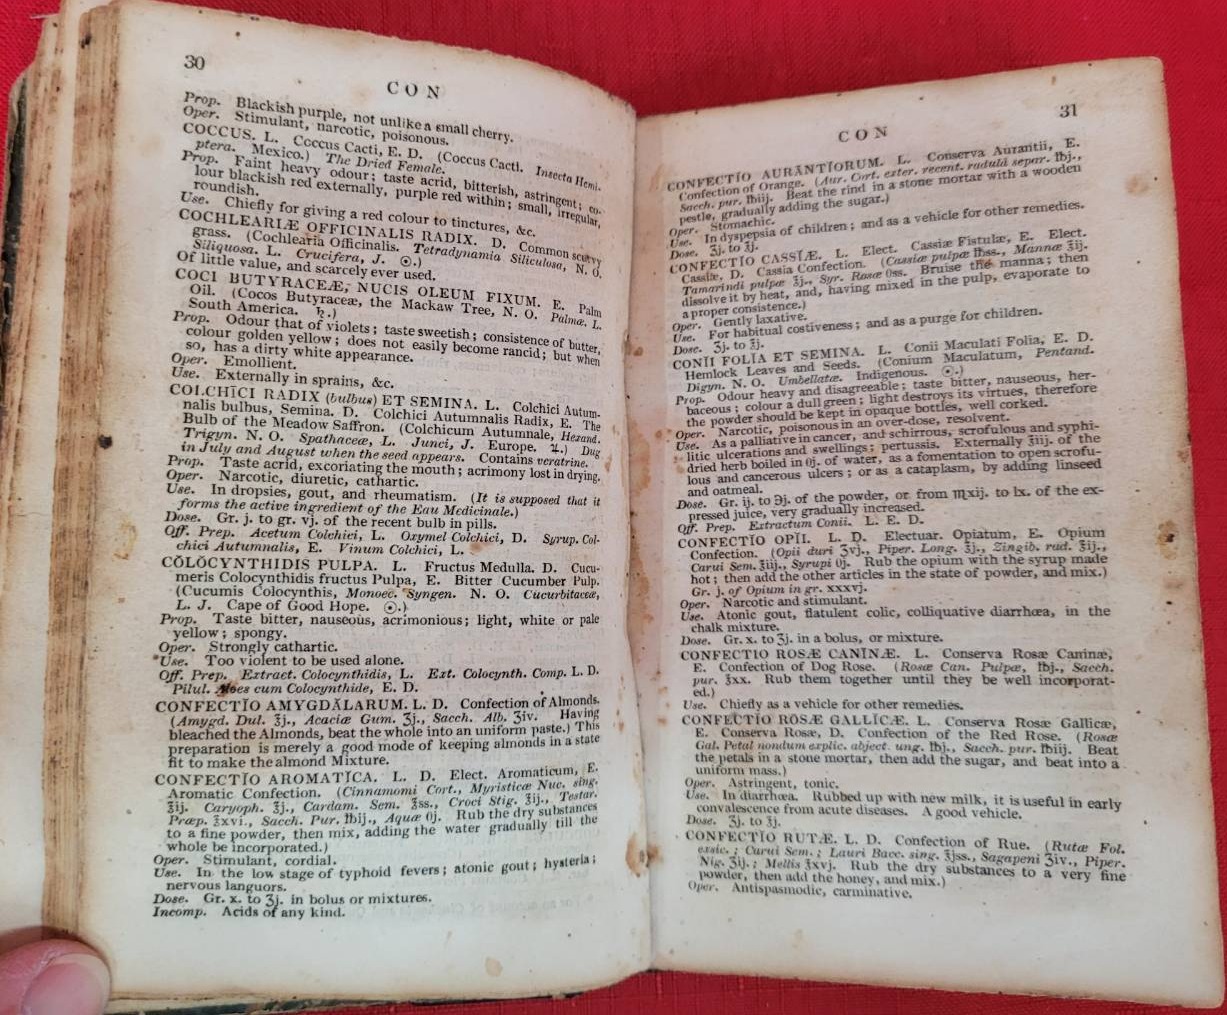 30
CON
Prop. Blackish purple, not unlike a small cherry.
Oper. Stimulant, narcotic, poisonous.
COCCUS. L. Coccus Cacti, E. D. (Coccus Cacti. Insecta Hemi-
ptera. Mexico.) The Dried Female.
Prop. Faint heavy odour; taste acid, bitterish, astringent; co-
lour blackish red externally, purple red within; small, irregular,
roundish.
Use. Chiefly for giving a red colour to tinctures, &c.
COCHLEARIÆ OFFICINALIS RADIX. D. Common scurvy
grass. (Cochlearia Officinalis. Tetradynamia Siliculosa, N. O.
Siliquosa. L. Crucifera, J. ☉.)
Of little value, and scarcely ever used.
COCI BUTYRACEÆ, NUCIS OLEUM FIXUM. E. Palm
Oil. (Cocos Butyraceæ, the Mackaw Tree, N. O. Palmæ. L.
South America. ♄.)
Prop. Odour that of violets; taste sweetish; consistence of butter,
colour golden yellow; does not easily become rancid; but when
so, has a dirty white appearance.
Oper. Emollient.
Use. Externally in sprains, &c.
COLCHĬCI RADIX (bulbus) ET SEMINA. L. Colchici Autum-
nalis bulbus, Semina. D. Colchici Autumnalis Radix, E. The
Bulb of the Meadow Saffron. (Colchicum Autumnale, Hexand.
Trigyn. N. O. Spathaceæ, L. Junci, J. Europe. ♃.) Dug
in July and August when the seed appears. Contains veratrine.
Prop. Taste acrid, excoriating the mouth; acrimony lost in drying.
Oper. Narcotic, diuretic, cathartic.
Use. In dropsies, gout, and rheumatism. (It is supposed that it
forms the active ingredient of the Eau Medicinale.)
Dose. Gr. j. to gr. vj. of the recent bulb in pills.
Off. Prep. Acetum Colchici, L. Oxymel Colchici, D. Syrup. Col-
chici Autumnalis, E. Vinum Colchici, L.
CŎLŎCYNTHIDIS PULPA. L. Fructus Medulla. D. Cucu-
meris Colocynthidis fructus Pulpa, E. Bitter Cucumber Pulp.
(Cucumis Colocynthis, Monoec. Syngen. N. O. Cucurbitaceæ,
L. J. Cape of Good Hope. ☉.)
Prop. Taste bitter, nauseous, acrimonious; light, white or pale
yellow; spongy.
Oper. Strongly cathartic.
Use. Too violent to be used alone.
Off. Prep. Extract. Colocynthidis, L. Ext. Colocynth. Comp. L. D.
Pilul. Aloes cum Colocynthide, E. D.
CONFECTĬO AMYGDĂLARUM. L. D. Confection of Almonds.
(Amygd. Dul. ℥j., Acaciæ Gum. ʒj., Sacch. Alb. ʒiv. Having
bleached the Almonds, beat the whole into an uniform paste.) This
preparation is merely a good mode of keeping almonds in a state
fit to make the almond Mixture.
CONFECTĬO AROMATĬCA. L. D. Elect. Aromaticum, E.
Aromatic Confection. (Cinnamomi Cort., Myristicæ Nuc. sing.
℥ij. Caryoph. ℥j., Cardam. Sem. ℥ss., Croci Stig. ℥ij., Testar.
Præp. ℥xvi., Sacch. Pur. ℔ij., Aquæ Oj. Rub the dry substances
to a fine powder, then mix, adding the water gradually till the
whole be incorporated.)
Oper. Stimulant, cordial.
Use. In the low stage of typhoid fevers; atonic gout; hysteria;
nervous languors.
Dose. Gr. x. to ʒj. in bolus or mixtures.
Incomp. Acids of any kind.
31
CON
CONFECTĬO AURĀNTĬORUM. L. Conserva Aurantii, E.
Confection of Orange. (Aur. Cort. exter. recent. radulâ separ. ℔j.,
Sacch. pur. ℔iij. Beat the rind in a stone mortar with a wooden
pestle, gradually adding the sugar.)
Oper. Stomachic.
Use. In dyspepsia of children; and as a vehicle for other remedies.
Dose. ʒj. to ℥j.
CONFECTĬO CASSĬÆ. L. Elect. Cassiæ Fistulæ, E. Elect.
Cassiæ, D. Cassia Confection. (Cassiæ pulpæ ℔ss., Mannæ ℥ij.
Tamarindi pulpæ ℥j., Syr. Rosæ Oss. Bruise the manna; then
dissolve it by heat, and, having mixed in the pulp, evaporate to
a proper consistence.)
Oper. Gently laxative.
Use. For habitual costiveness; and as a purge for children.
Dose. ʒj. to ℥j.
CONĬI FOLĬA ET SEMINA. L. Conii Maculati Folia, E. D.
Hemlock Leaves and Seeds. (Conium Maculatum, Pentand.
Digyn. N. O. Umbellatæ. Indigenous. ☉.)
Prop. Odour heavy and disagreeable; taste bitter, nauseous, her-
baceous; colour a dull green; light destroys its virtues, therefore
the powder should be kept in opaque bottles, well corked.
Oper. Narcotic, poisonous in an over-dose, resolvent.
Use. As a palliative in cancer, and schirrous, scrofulous and syphi-
litic ulcerations and swellings; pertussis. Externally ℥iij. of the
dried herb boiled in Oj. of water, as a fomentation to open scrofu-
lous and cancerous ulcers; or as a cataplasm, by adding linseed
and oatmeal.
Dose. Gr. ij. to ℈j. of the powder, or from ♏xij. to lx. of the ex-
pressed juice, very gradually increased.
Off. Prep. Extractum Conii. L. E. D.
CONFECTĬO OPĬI. L. D. Electuar. Opiatum, E. Opium
Confection. (Opii duri ʒvj., Piper. Long. ℥j., Zingib. rad. ℥ij.,
Carui Sem. ℥iij., Syrupi Oj. Rub the opium with the syrup made
hot; then add the other articles in the state of powder, and mix.)
Gr. j. of Opium in gr. xxxvj.
Oper. Narcotic and stimulant.
Use. Atonic gout, flatulent colic, colliquative diarrhœa, in the
chalk mixture.
Dose. Gr. x. to ʒj. in a bolus, or mixture.
CONFECTĬO ROSÆ CANINÆ. L. Conserva Rosæ Caninæ,
E. Confection of Dog Rose. (Rosæ Can. Pulpæ, ℔j., Sacch.
pur. ℥xx. Rub them together until they be well incorporat-
ed.)
Use. Chiefly as a vehicle for other remedies.
CONFECTĬO ROSÆ GALLĬCÆ. L. Conserva Rosæ Gallicæ,
E. Conserva Rosæ, D. Confection of the Red Rose. (Rosæ
Gal. Petal nondum explic. abject. ung. ℔j., Sacch. pur. ℔iij. Beat
the petals in a stone mortar, then add the sugar, and beat into a
uniform mass.)
Oper. Astringent, tonic.
Use. In diarrhœa. Rubbed up with new milk, it is useful in early
convalescence from acute diseases. A good vehicle.
Dose. ʒj. to ℥j.
CONFECTĬO RUTÆ. L. D. Confection of Rue. (Rutæ Fol.
exsic.; Carui Sem.; Lauri Bacc. sing. ℥jss., Sagapeni ʒiv., Piper.
Nig. ʒij.; Mellis ℥xvj. Rub the dry substances to a very fine
powder, then add the honey, and mix.)
Oper. Antispasmodic, carminative.